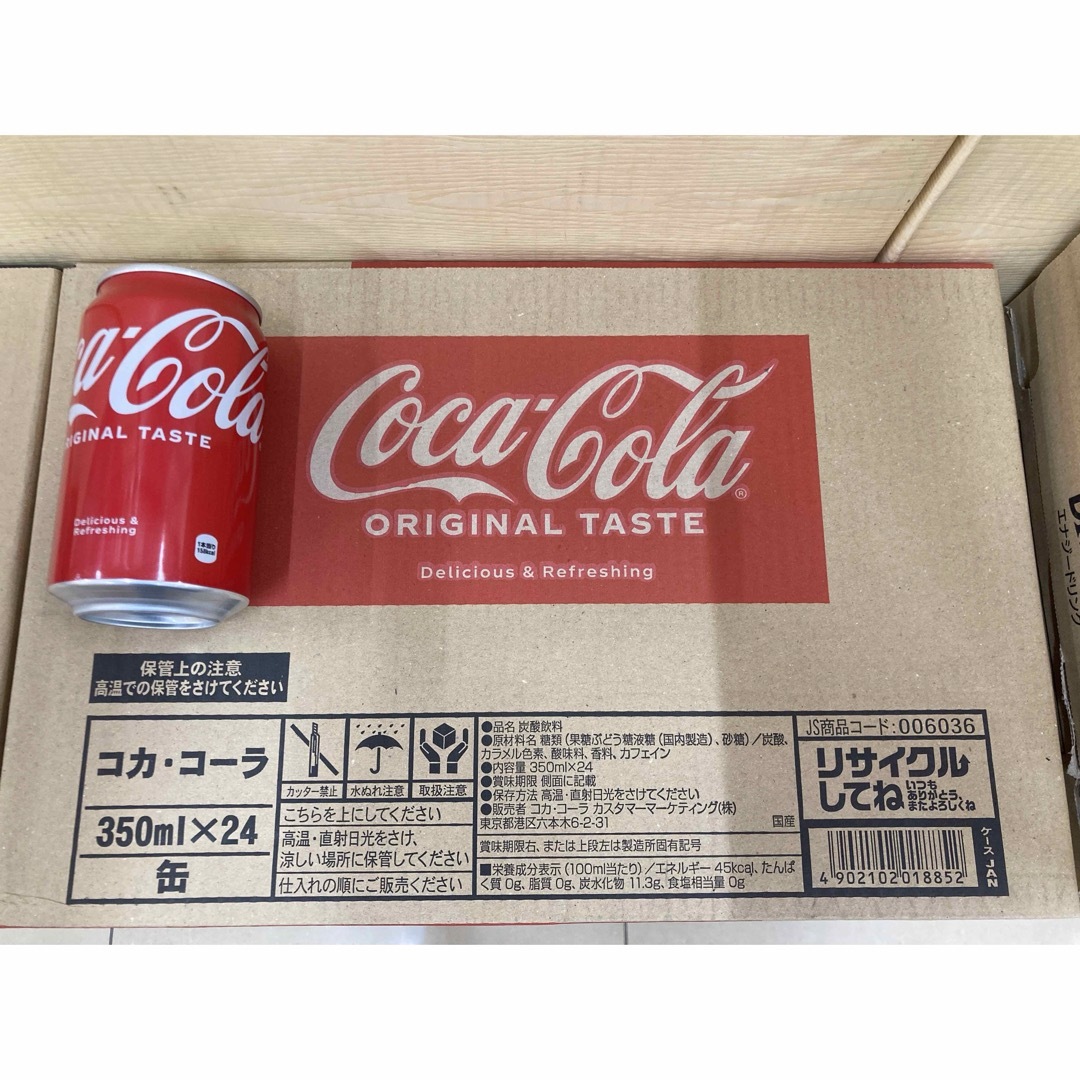 ca-Cola
IGINAL TASTE
Delicious &
Refreshing
1本当り
158kcal
Coca-Cola®
ORIGINAL TASTE
Delicious & Refreshing
エナジードリンク
保管上の注意
高温での保管をさけてください
コカ・コーラ
350ml×24
缶
カッター禁止
水ぬれ注意
取扱注意
こちらを上にしてください
高温・直射日光をさけ、
涼しい場所に保管してください
仕入れの順にご販売ください
●品名 炭酸飲料
●原材料名 糖類(果糖ぶどう糖液糖(国内製造)、砂糖)/炭酸、
カラメル色素、酸味料、香料、カフェイン
●内容量 350ml×24
●賞味期限 側面に記載
●保存方法 高温・直射日光をさけてください
●販売者 コカ・コーラ カスタマーマーケティング(株)
東京都港区六本木6-2-31
国産
賞味期限右、または上段左は製造所固有記号
■栄養成分表示(100ml当たり)/エネルギー 45kcal、たんぱ
く質 0g、脂質 0g、炭水化物 11.3g、食塩相当量 0g
JS商品コード:006036
リサイクル
してね
いつも
ありがとう、
またよろしくね
4902102018852
ケースJAN